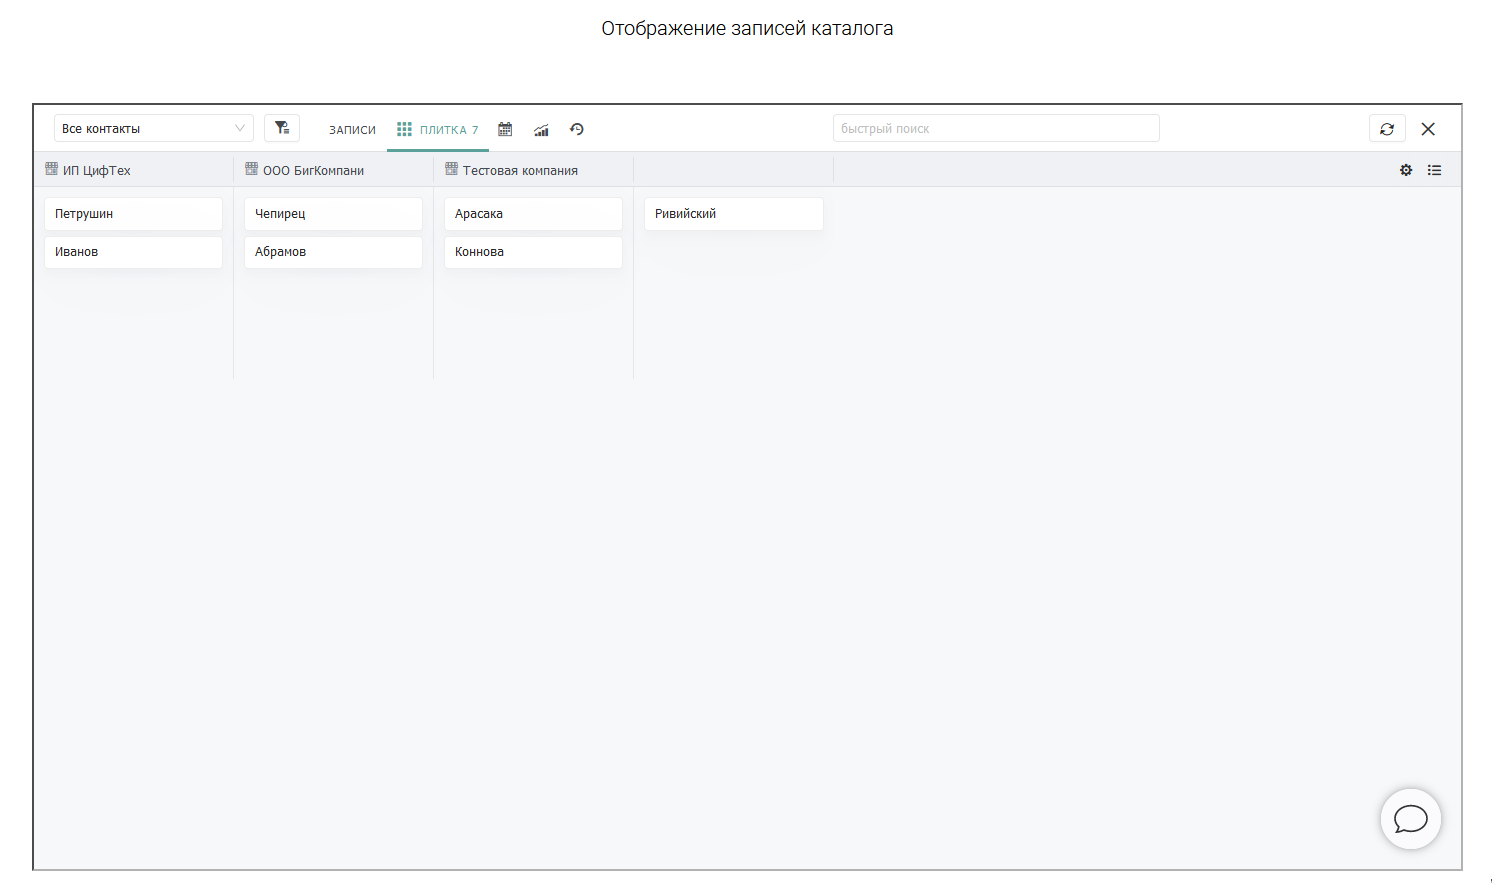 Отображение записей каталога
Все контакты
ЗАПИСИ
ПЛИТКА 7
быстрый поиск
ИП ЦифТех
ООО БигКомпани
Тестовая компания
Петрушин
Чепирец
Арасака
Ривийский
Иванов
Абрамов
Коннова